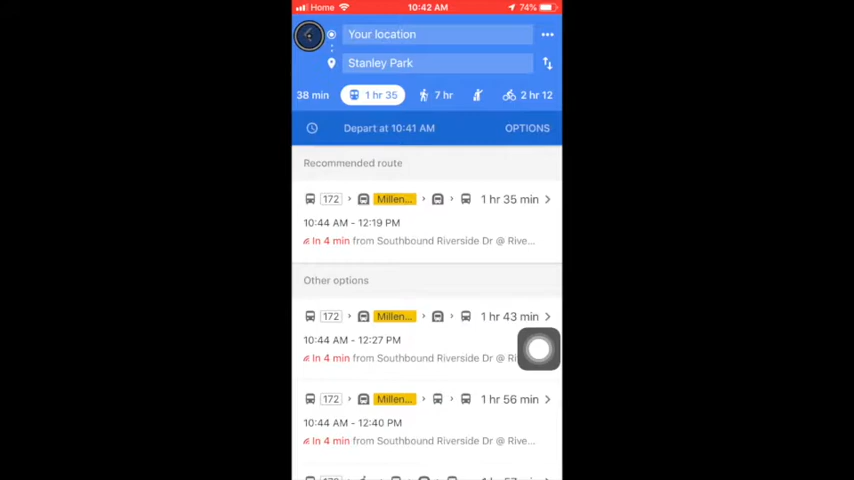 Home 10:42 AM 74%
Your location
Stanley Park
38 min 1 hr 35 7 hr 2 hr 12
Depart at 10:41 AM OPTIONS
Recommended route
172 Millen... 1 hr 35 min
10:44 AM - 12:19 PM
In 4 min from Southbound Riverside Dr @ Rive...
Other options
172 Millen... 1 hr 43 min
10:44 AM - 12:27 PM
In 4 min from Southbound Riverside Dr @ Ri
172 Millen... 1 hr 56 min
10:44 AM - 12:40 PM
In 4 min from Southbound Riverside Dr @ Rive...